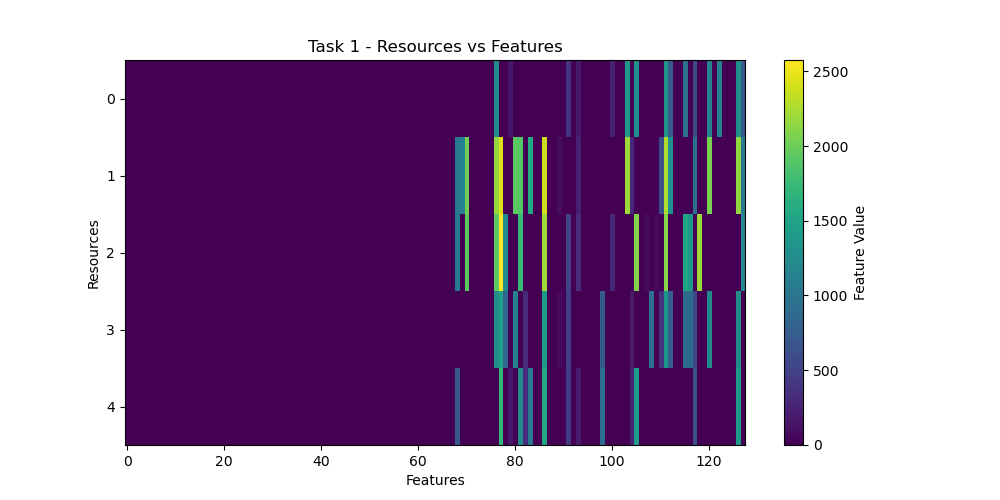 Task 1 - Resources vs Features
Resources
0
1
2
3
4
0 20 40 60 80 100 120
Features
2500
2000
1500
1000
500
0
Feature Value